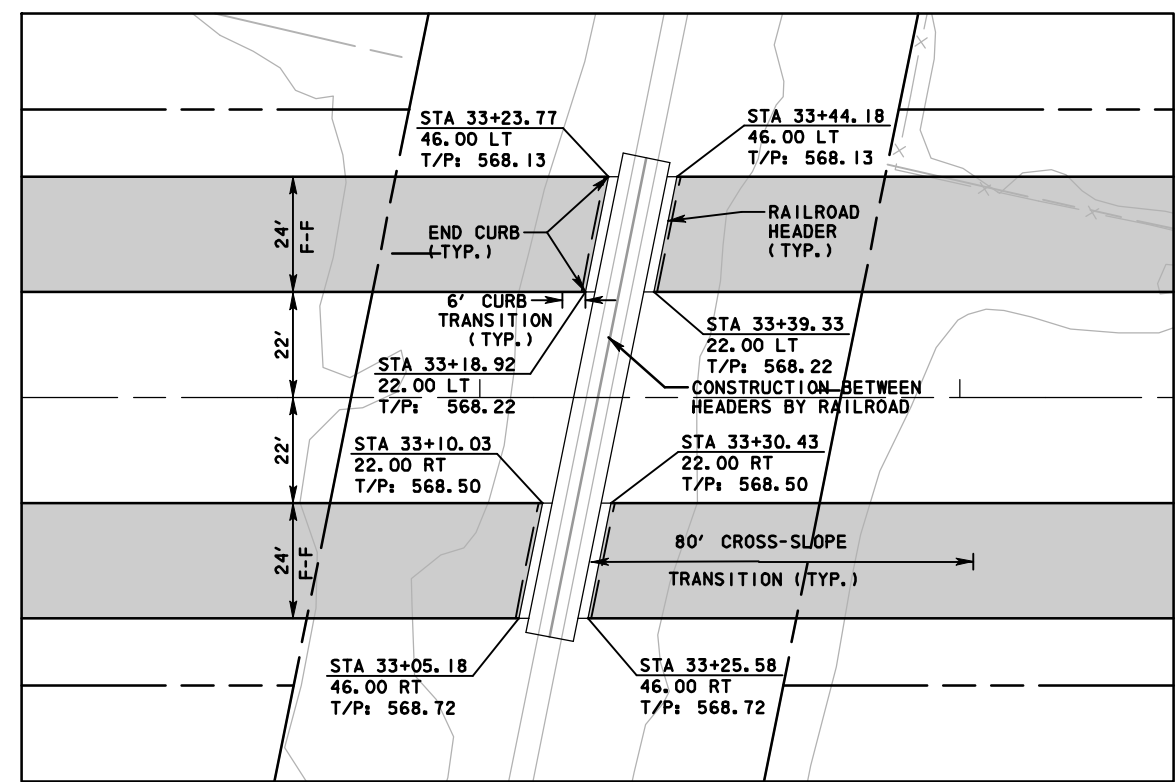 STA 33+23.77
46.00 LT
T/P: 568.13
STA 33+44.18
46.00 LT
T/P: 568.13
24'
F-F
END CURB
(TYP.)
RAILROAD
HEADER
(TYP.)
6' CURB
TRANSITION
(TYP.)
22'
STA 33+39.33
22.00 LT
T/P: 568.22
STA 33+18.92
22.00 LT
T/P: 568.22
CONSTRUCTION BETWEEN
HEADERS BY RAILROAD
22'
STA 33+10.03
22.00 RT
T/P: 568.50
STA 33+30.43
22.00 RT
T/P: 568.50
24'
F-F
80' CROSS-SLOPE
TRANSITION (TYP.)
STA 33+05.18
46.00 RT
T/P: 568.72
STA 33+25.58
46.00 RT
T/P: 568.72